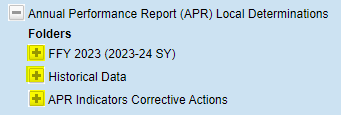 Annual Performance Report (APR) Local Determinations
Folders
FFY 2023 (2023-24 SY)
Historical Data
APR Indicators Corrective Actions